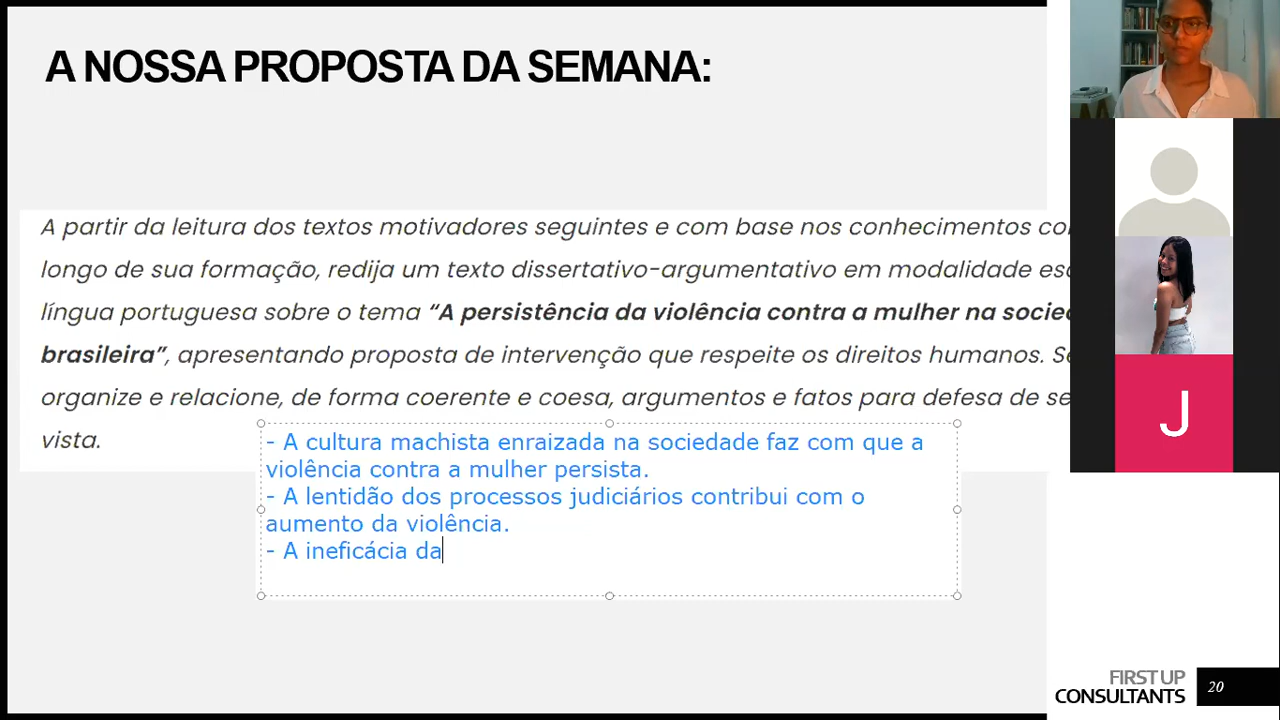 A NOSSA PROPOSTA DA SEMANA:
A partir da leitura dos textos motivadores seguintes e com base nos conhecimentos
longo de sua formação, redija um texto dissertativo-argumentativo em modalidade
língua portuguesa sobre o tema “A persistência da violência contra a mulher na
brasileira”, apresentando proposta de intervenção que respeite os direitos humanos.
organize e relacione, de forma coerente e coesa, argumentos e fatos para defesa de
vista.
- A cultura machista enraizada na sociedade faz com que a
violência contra a mulher persista.
- A lentidão dos processos judiciários contribui com o
aumento da violência.
- A ineficácia da
J
FIRST UP
CONSULTANTS
20